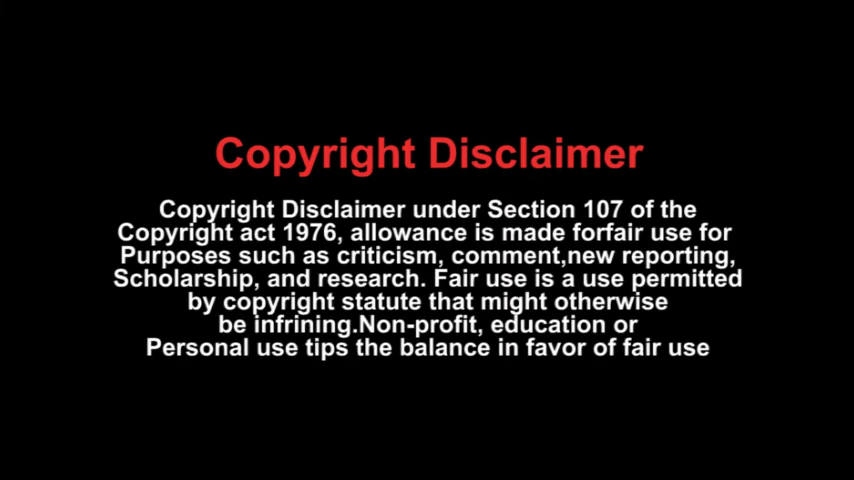 Copyright Disclaimer
Copyright Disclaimer under Section 107 of the
Copyright act 1976, allowance is made forfair use for
Purposes such as criticism, comment,new reporting,
Scholarship, and research. Fair use is a use permitted
by copyright statute that might otherwise
be infrining.Non-profit, education or
Personal use tips the balance in favor of fair use